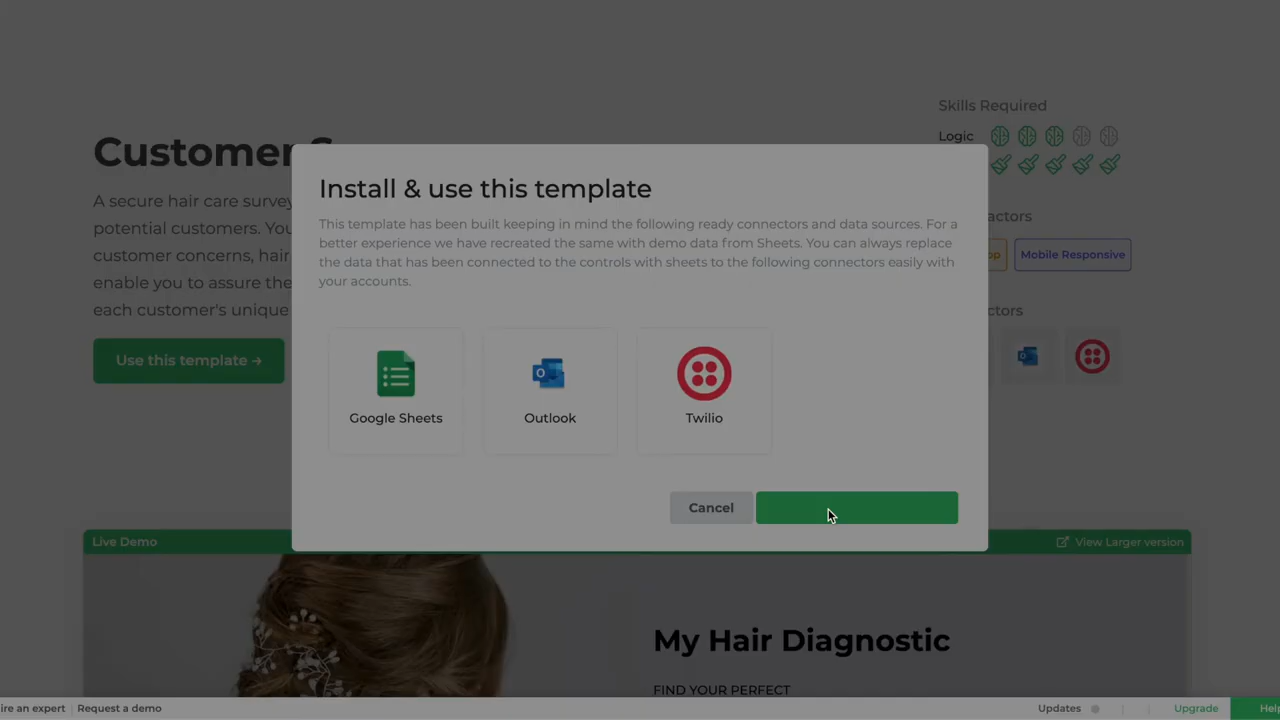 Skills Required
Logic
Customer S
A secure hair care survey
potential customers. You
customer concerns, hair
enable you to assure the
each customer's unique
Use this template →
actors
op
Mobile Responsive
ctors
Install & use this template
This template has been built keeping in mind the following ready connectors and data sources. For a
better experience we have recreated the same with demo data from Sheets. You can always replace
the data that has been connected to the controls with sheets to the following connectors easily with
your accounts.
Google Sheets
Outlook
Twilio
Cancel
Live Demo
View Larger version
My Hair Diagnostic
FIND YOUR PERFECT
ire an expert
Request a demo
Updates
Upgrade
Help